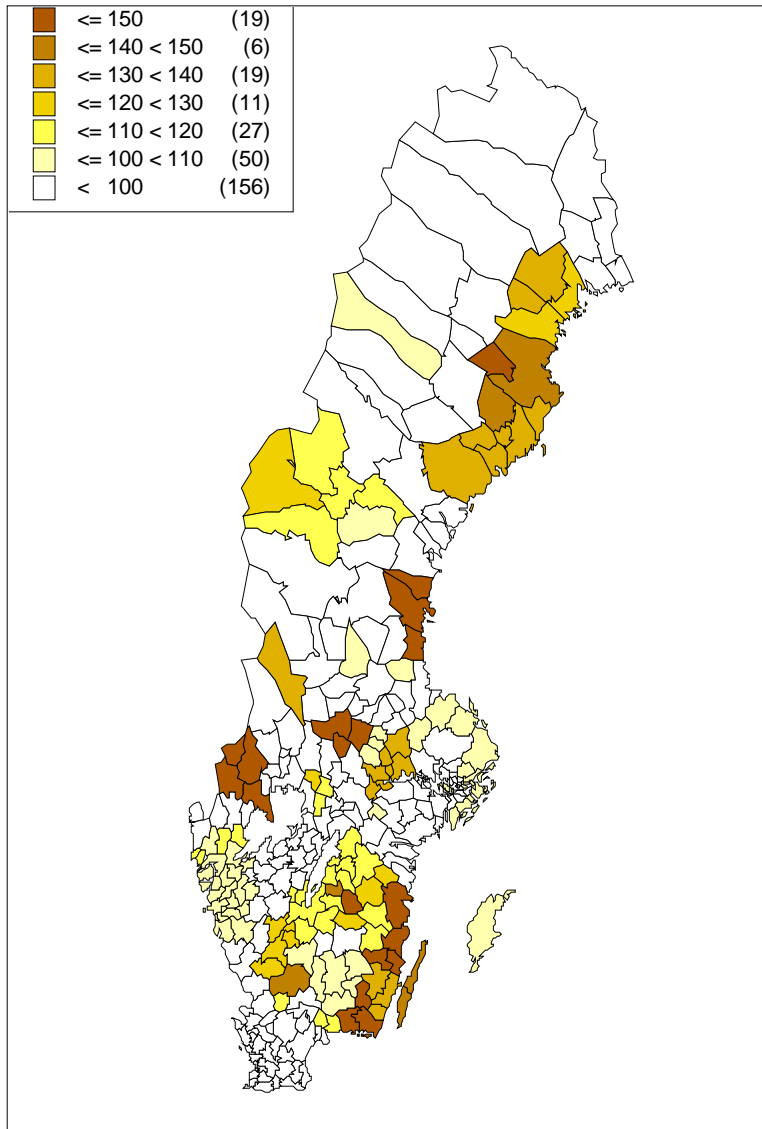 <= 150 (19)
<= 140 < 150 (6)
<= 130 < 140 (19)
<= 120 < 130 (11)
<= 110 < 120 (27)
<= 100 < 110 (50)
< 100 (156)